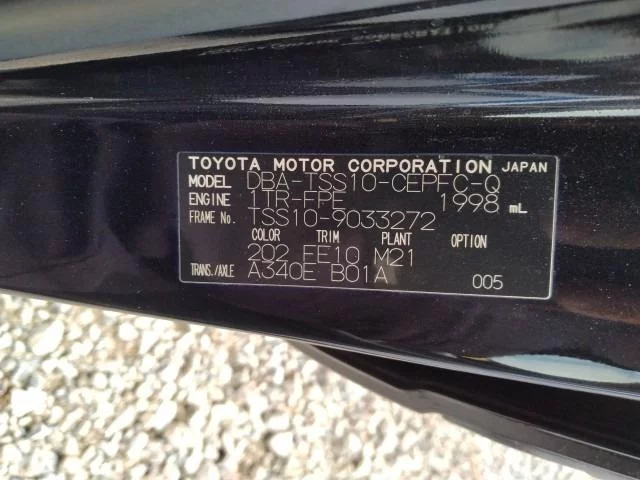 TOYOTA MOTOR CORPORATION JAPAN
MODEL DBA-TSS10-CEPFC-Q
ENGINE 1TR-FPE 1998 mL
FRAME No. TSS10-9033272
COLOR TRIM PLANT OPTION
202 FE10 M21
TRANS./AXLE A340E B01A 005